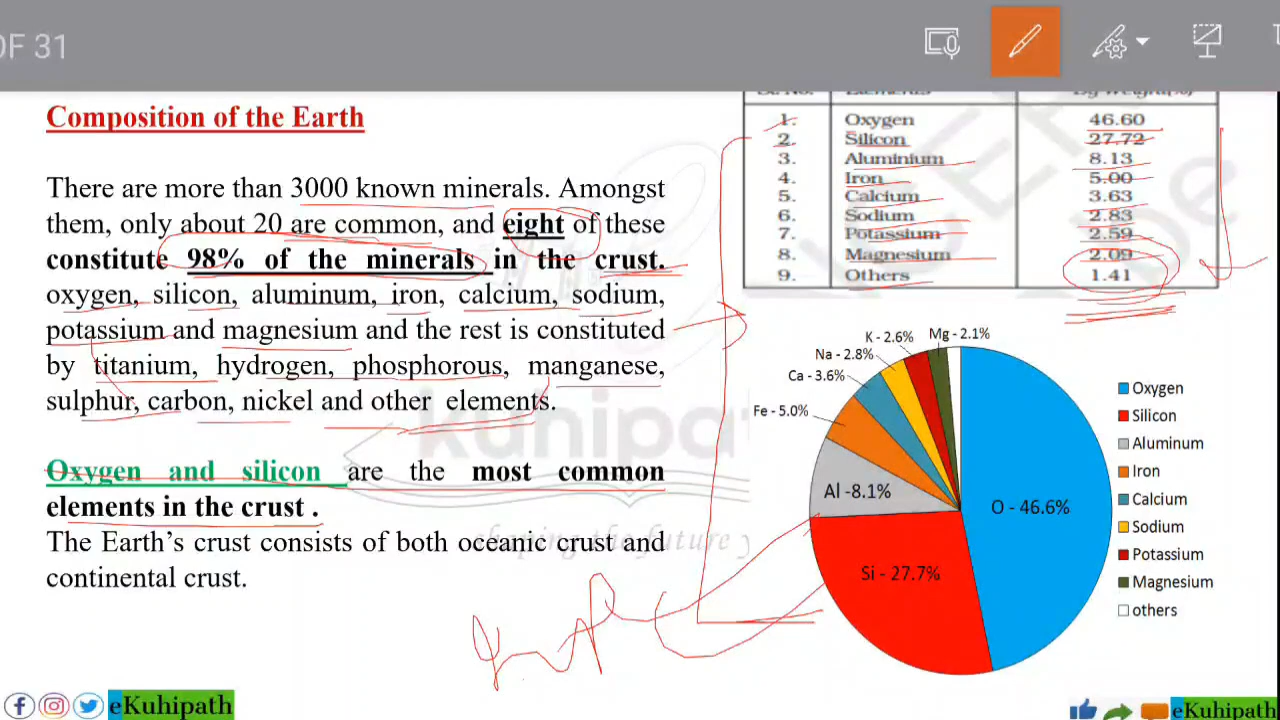 OF 31
Composition of the Earth
There are more than 3000 known minerals. Amongst
them, only about 20 are common, and eight of these
constitute 98% of the minerals in the crust.
oxygen, silicon, aluminum, iron, calcium, sodium,
potassium and magnesium and the rest is constituted
by titanium, hydrogen, phosphorous, manganese,
sulphur, carbon, nickel and other elements.
Oxygen and silicon are the most common
elements in the crust .
The Earth's crust consists of both oceanic crust and
continental crust.
1. Oxygen 46.60
2. Silicon 27.72
3. Aluminium 8.13
4. Iron 5.00
5. Calcium 3.63
6. Sodium 2.83
7. Potassium 2.59
8. Magnesium 2.09
9. Others 1.41
K - 2.6% Mg - 2.1%
Na - 2.8%
Ca - 3.6%
Fe - 5.0%
Al -8.1%
O - 46.6%
Si - 27.7%
Oxygen
Silicon
Aluminum
Iron
Calcium
Sodium
Potassium
Magnesium
others
kuhipath
shaping the future
eKuhipath
eKuhipath